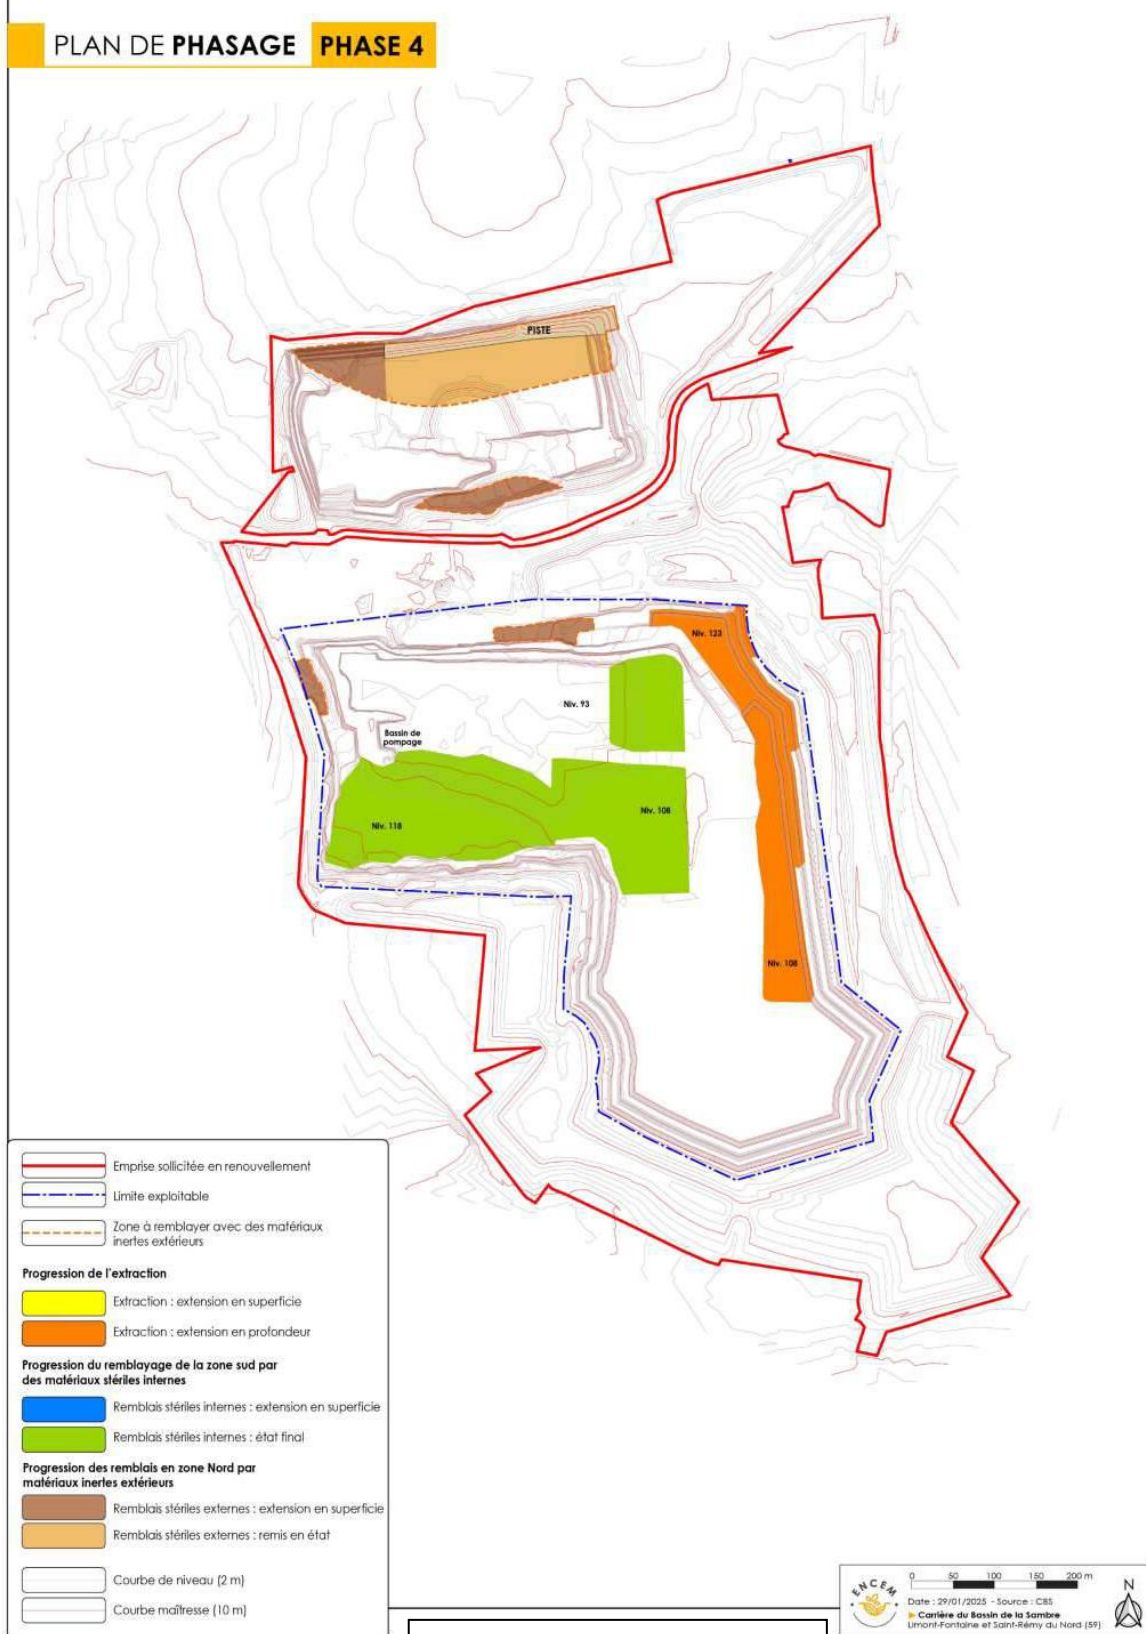 PLAN DE PHASAGE PHASE 4
PISTE
Niv. 123
Niv. 93
Bassin de
pompage
Niv. 108
Niv. 118
Niv. 108
Emprise sollicitée en renouvellement
Limite exploitable
Zone à remblayer avec des matériaux
inertes extérieurs
Progression de l'extraction
Extraction : extension en superficie
Extraction : extension en profondeur
Progression du remblayage de la zone sud par
des matériaux stériles internes
Remblais stériles internes : extension en superficie
Remblais stériles internes : état final
Progression des remblais en zone Nord par
matériaux inertes extérieurs
Remblais stériles externes : extension en superficie
Remblais stériles externes : remis en état
Courbe de niveau (2 m)
Courbe maîtresse (10 m)
ENCEM
0 50 100 150 200 m
N
Date : 29/01/2025 - Source : CBS
Carrière du Bassin de la Sambre
Limont-Fontaine et Saint-Rémy du Nord (59)